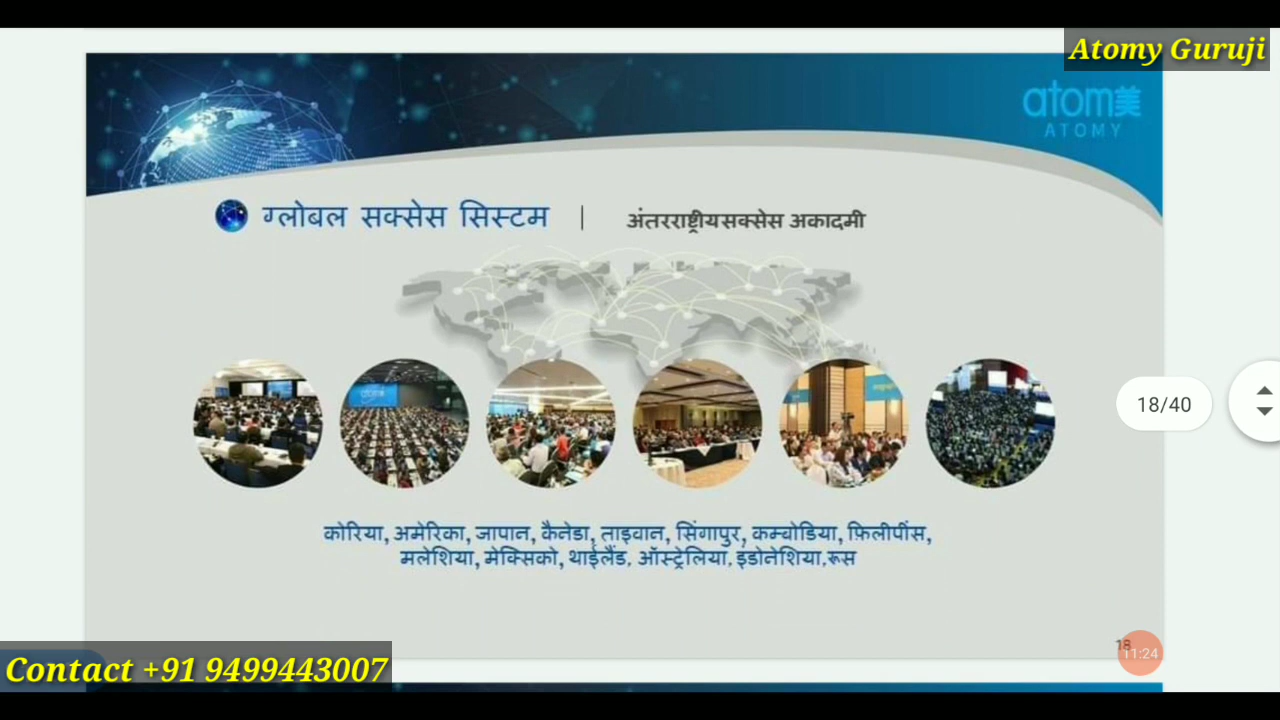 Atomy Guruji
atom美
ATOMY
ग्लोबल सक्सेस सिस्टम | अंतरराष्ट्रीयसक्सेस अकादमी
18/40
कोरिया, अमेरिका, जापान, कैनेडा, ताइवान, सिंगापुर, कम्बोडिया, फ़िलीपींस,
मलेशिया, मेक्सिको, थाईलैंड, ऑस्ट्रेलिया, इंडोनेशिया,रूस
18
11:24
Contact +91 9499443007